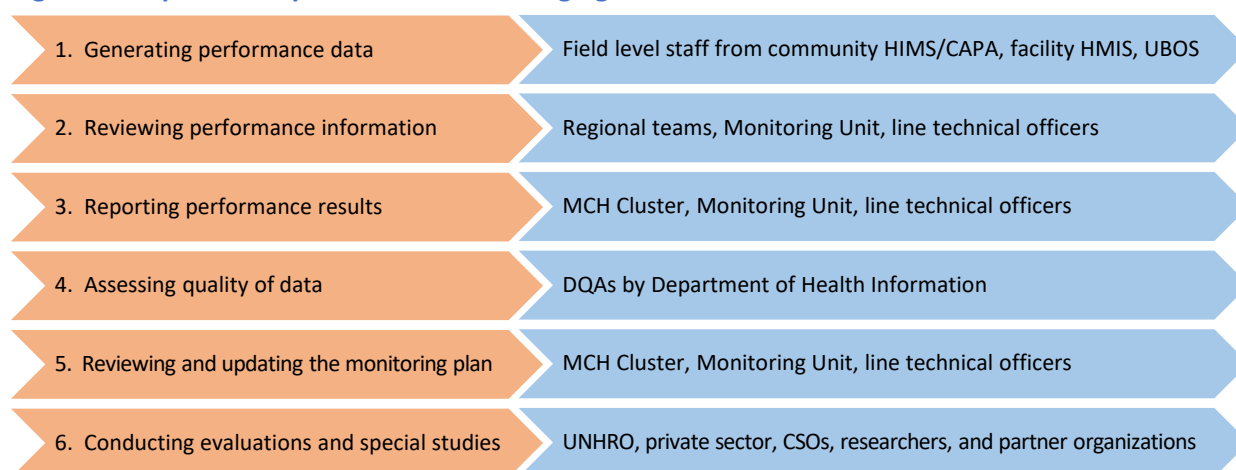 1. Generating performance data
Field level staff from community HIMS/CAPA, facility HMIS, UBOS
2. Reviewing performance information
Regional teams, Monitoring Unit, line technical officers
3. Reporting performance results
MCH Cluster, Monitoring Unit, line technical officers
4. Assessing quality of data
DQAs by Department of Health Information
5. Reviewing and updating the monitoring plan
MCH Cluster, Monitoring Unit, line technical officers
6. Conducting evaluations and special studies
UNHRO, private sector, CSOs, researchers, and partner organizations